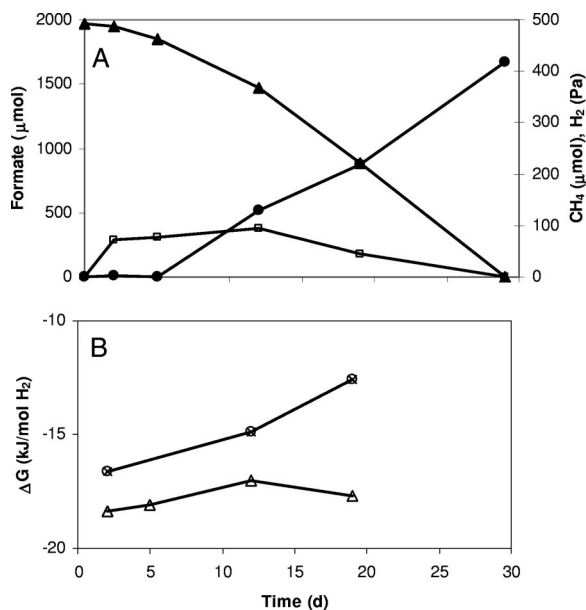 A
2000
1500
1000
500
0
Formate (μmol)
500
400
300
200
100
0
CH₄ (μmol), H₂ (Pa)
B
-10
-15
-20
ΔG (kJ/mol H₂)
0 5 10 15 20 25 30
Time (d)